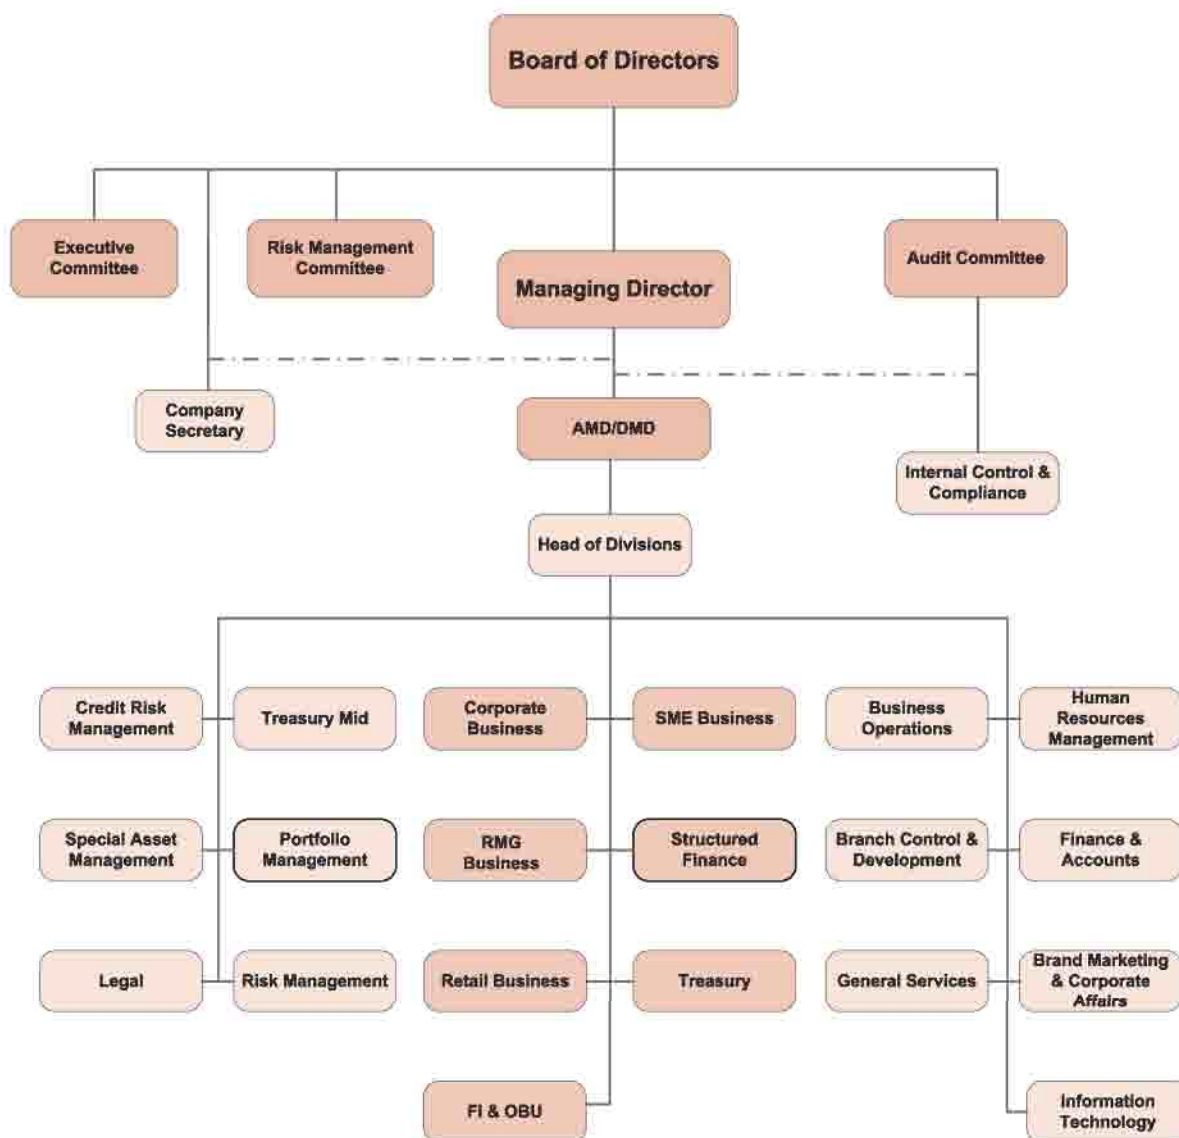 Board of Directors
Executive
Committee
Risk Management
Committee
Managing Director
Audit Committee
Company
Secretary
AMD/DMD
Internal Control &
Compliance
Head of Divisions
Credit Risk
Management
Treasury Mid
Corporate
Business
SME Business
Business
Operations
Human
Resources
Management
Special Asset
Management
Portfolio
Management
RMG
Business
Structured
Finance
Branch Control &
Development
Finance &
Accounts
Legal
Risk Management
Retail Business
Treasury
General Services
Brand Marketing
& Corporate
Affairs
FI & OBU
Information
Technology